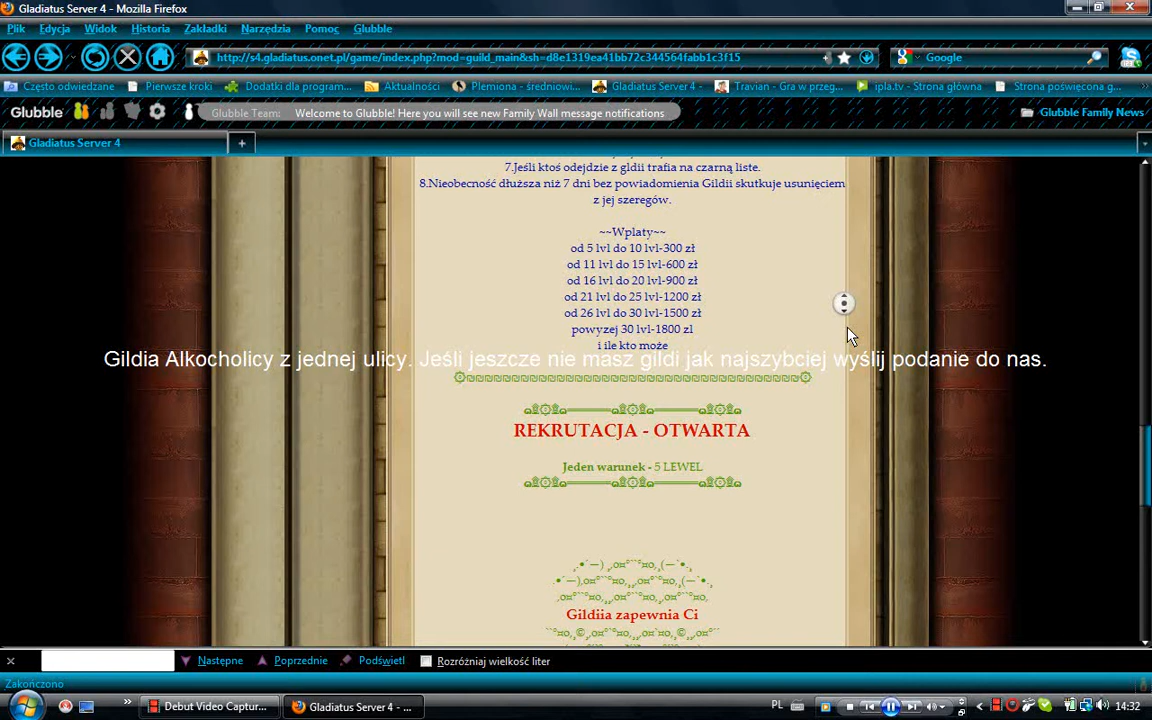 Gladiatus Server 4 - Mozilla Firefox
Plik Edycja Widok Historia Zakładki Narzędzia Pomoc Glubble
http://s4.gladiatus.onet.pl/game/index.php?mod=guild_main&sh=d8e1319ea41bb72c344564fabb1c3f15
Google
Często odwiedzane Pierwsze kroki Dodatki dla program... Aktualności Plemiona - średniowi... Gladiatus Server 4 - Travian - Gra w przeg... ipla.tv - Strona główna Strona poświęcona g...
Glubble Glubble Team: Welcome to Glubble! Here you will see new Family Wall message notifications Glubble Family News
Gladiatus Server 4
7.Jeśli ktoś odejdzie z gldii trafia na czarną liste.
8.Nieobecność dłuższa niż 7 dni bez powiadomienia Gildii skutkuje usunięciem
z jej szeregów.
~~Wplaty~~
od 5 lvl do 10 lvl-300 zł
od 11 lvl do 15 lvl-600 zł
od 16 lvl do 20 lvl-900 zł
od 21 lvl do 25 lvl-1200 zł
od 26 lvl do 30 lvl-1500 zł
powyzej 30 lvl-1800 zl
i ile kto może
Gildia Alkocholicy z jednej ulicy. Jeśli jeszcze nie masz gildi jak najszybciej wyślij podanie do nas.
REKRUTACJA - OTWARTA
Jeden warunek - 5 LEWEL
Gildiia zapewnia Ci
Następne Poprzednie Podświetl Rozróżniaj wielkość liter
Zakończono
Debut Video Captur... Gladiatus Server 4 - ... PL 14:32